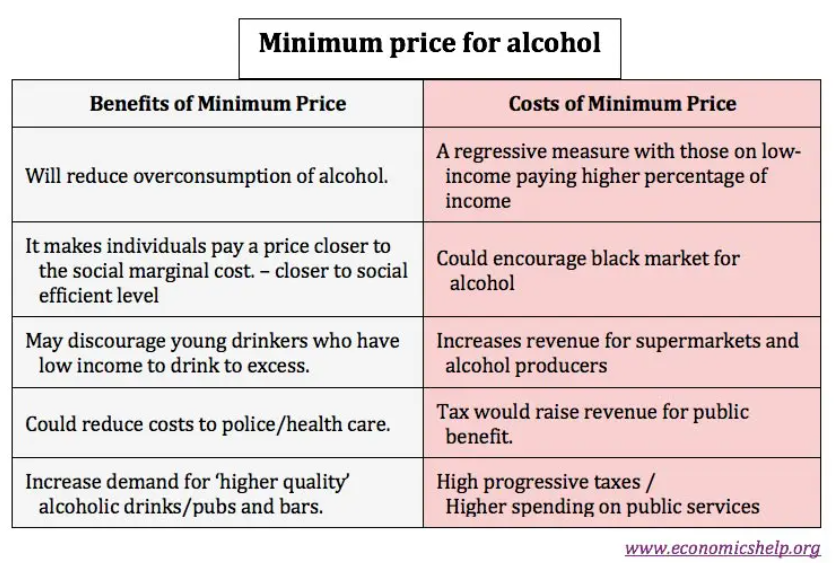 Minimum price for alcohol
Benefits of Minimum Price
Costs of Minimum Price
Will reduce overconsumption of alcohol.
A regressive measure with those on low-
income paying higher percentage of
income
It makes individuals pay a price closer to
the social marginal cost. – closer to social
efficient level
Could encourage black market for
alcohol
May discourage young drinkers who have
low income to drink to excess.
Increases revenue for supermarkets and
alcohol producers
Could reduce costs to police/health care.
Tax would raise revenue for public
benefit.
Increase demand for ‘higher quality’
alcoholic drinks/pubs and bars.
High progressive taxes /
Higher spending on public services
www.economicshelp.org